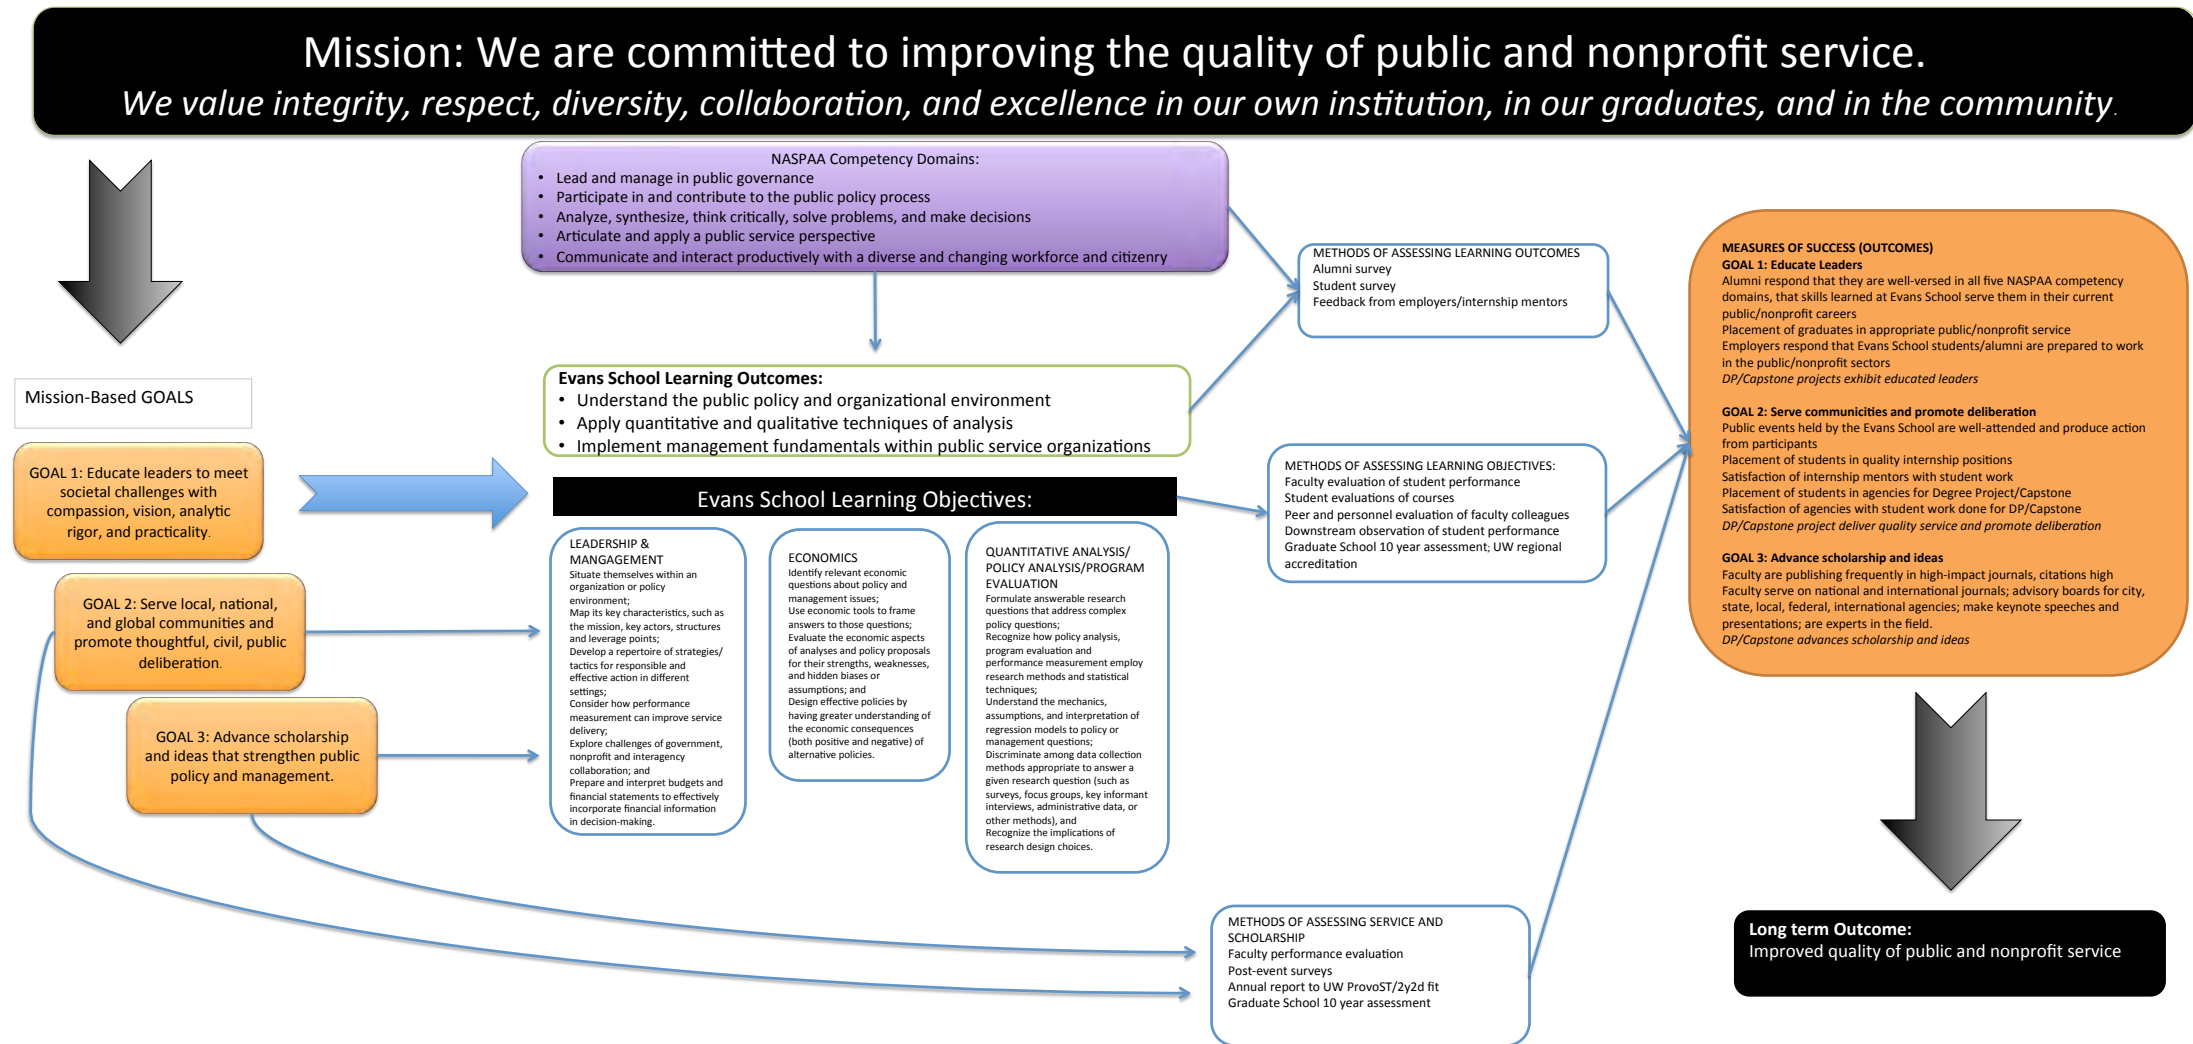 Mission: We are committed to improving the quality of public and nonprofit service.
We value integrity, respect, diversity, collaboration, and excellence in our own institution, in our graduates, and in the community.
NASPAA Competency Domains:
• Lead and manage in public governance
• Participate in and contribute to the public policy process
• Analyze, synthesize, think critically, solve problems, and make decisions
• Articulate and apply a public service perspective
• Communicate and interact productively with a diverse and changing workforce and citizenry
Mission-Based GOALS
GOAL 1: Educate leaders to meet
societal challenges with
compassion, vision, analytic
rigor, and practicality.
GOAL 2: Serve local, national,
and global communities and
promote thoughtful, civil, public
deliberation.
GOAL 3: Advance scholarship
and ideas that strengthen public
policy and management.
Evans School Learning Outcomes:
• Understand the public policy and organizational environment
• Apply quantitative and qualitative techniques of analysis
• Implement management fundamentals within public service organizations
Evans School Learning Objectives:
LEADERSHIP &
MANGAGEMENT
Situate themselves within an
organization or policy
environment;
Map its key characteristics, such as
the mission, key actors, structures
and leverage points;
Develop a repertoire of strategies/
tactics for responsible and
effective action in different
settings;
Consider how performance
measurement can improve service
delivery;
Explore challenges of government,
nonprofit and interagency
collaboration; and
Prepare and interpret budgets and
financial statements to effectively
incorporate financial information
in decision-making.
ECONOMICS
Identify relevant economic
questions about policy and
management issues;
Use economic tools to frame
answers to those questions;
Evaluate the economic aspects
of analyses and policy proposals
for their strengths, weaknesses,
and hidden biases or
assumptions; and
Design effective policies by
having greater understanding of
the economic consequences
(both positive and negative) of
alternative policies.
QUANTITATIVE ANALYSIS/
POLICY ANALYSIS/PROGRAM
EVALUATION
Formulate answerable research
questions that address complex
policy questions;
Recognize how policy analysis,
program evaluation and
performance measurement employ
research methods and statistical
techniques;
Understand the mechanics,
assumptions, and interpretation of
regression models to policy or
management questions;
Discriminate among data collection
methods appropriate to answer a
given research question (such as
surveys, focus groups, key informant
interviews, administrative data, or
other methods), and
Recognize the implications of
research design choices.
METHODS OF ASSESSING LEARNING OUTCOMES
Alumni survey
Student survey
Feedback from employers/internship mentors
METHODS OF ASSESSING LEARNING OBJECTIVES:
Faculty evaluation of student performance
Student evaluations of courses
Peer and personnel evaluation of faculty colleagues
Downstream observation of student performance
Graduate School 10 year assessment; UW regional
accreditation
METHODS OF ASSESSING SERVICE AND
SCHOLARSHIP
Faculty performance evaluation
Post-event surveys
Annual report to UW ProvoST/2y2d fit
Graduate School 10 year assessment
MEASURES OF SUCCESS (OUTCOMES)
GOAL 1: Educate Leaders
Alumni respond that they are well-versed in all five NASPAA competency
domains, that skills learned at Evans School serve them in their current
public/nonprofit careers
Placement of graduates in appropriate public/nonprofit service
Employers respond that Evans School students/alumni are prepared to work
in the public/nonprofit sectors
DP/Capstone projects exhibit educated leaders
GOAL 2: Serve communicities and promote deliberation
Public events held by the Evans School are well-attended and produce action
from participants
Placement of students in quality internship positions
Satisfaction of internship mentors with student work
Placement of students in agencies for Degree Project/Capstone
Satisfaction of agencies with student work done for DP/Capstone
DP/Capstone project deliver quality service and promote deliberation
GOAL 3: Advance scholarship and ideas
Faculty are publishing frequently in high-impact journals, citations high
Faculty serve on national and international journals; advisory boards for city,
state, local, federal, international agencies; make keynote speeches and
presentations; are experts in the field.
DP/Capstone advances scholarship and ideas
Long term Outcome:
Improved quality of public and nonprofit service